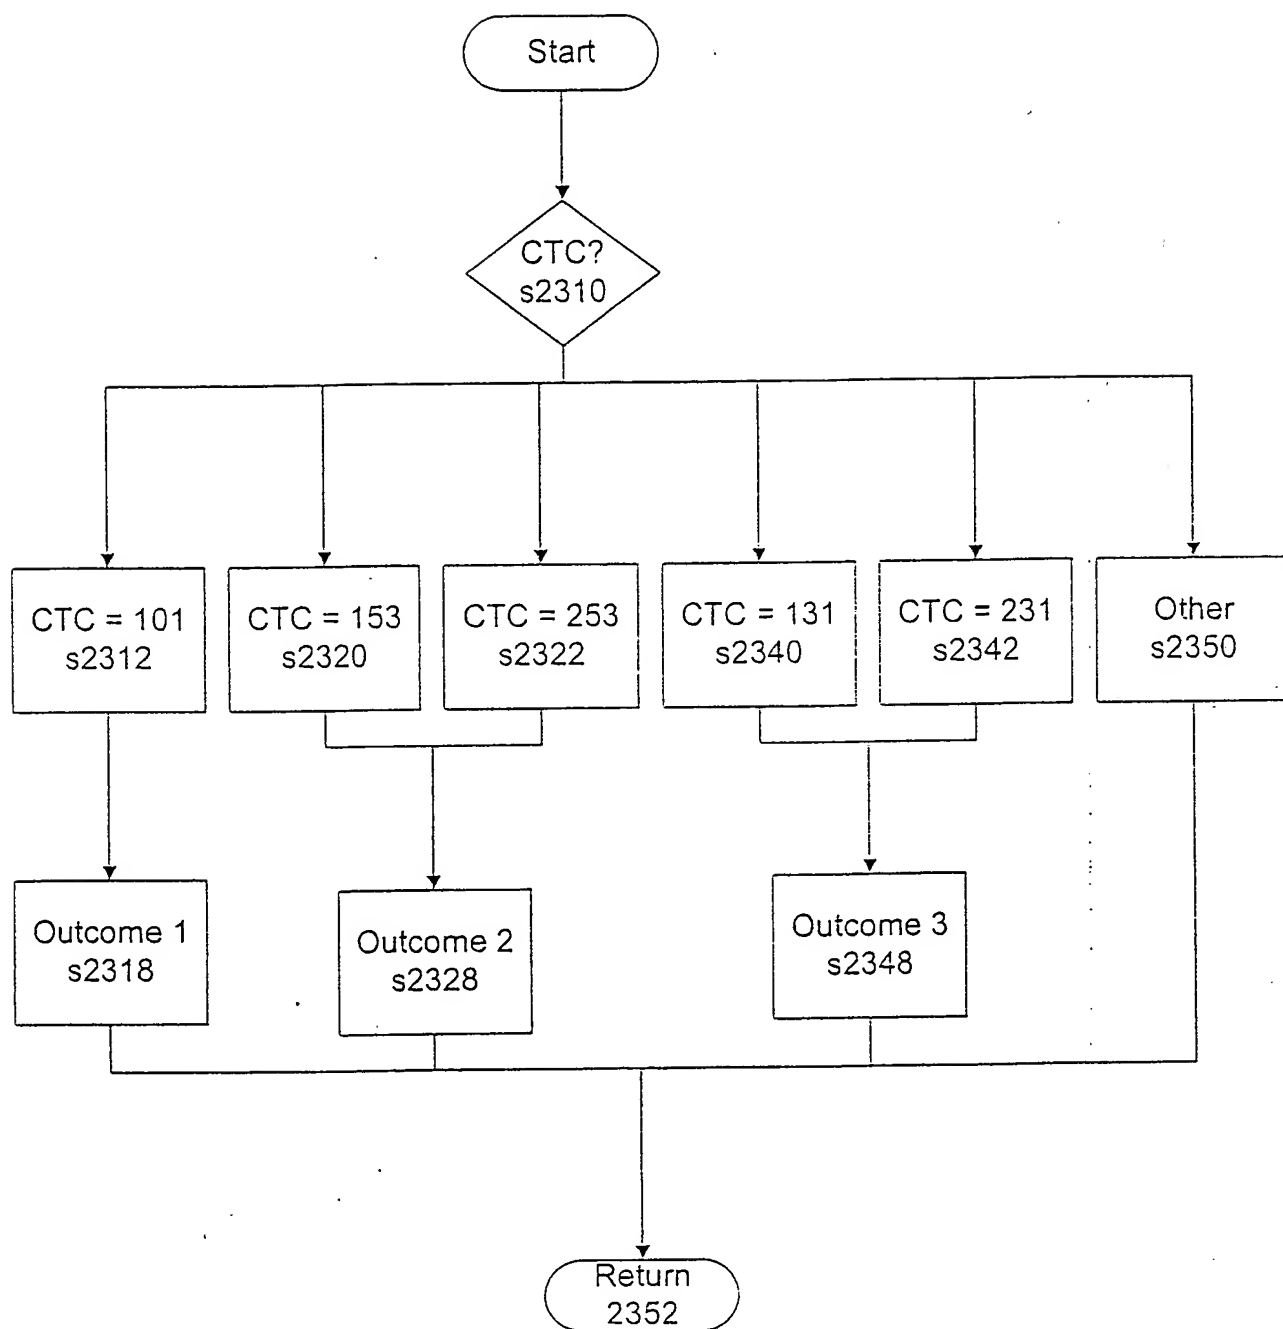 Start
CTC?
s2310
CTC = 101
s2312
CTC = 153
s2320
CTC = 253
s2322
CTC = 131
s2340
CTC = 231
s2342
Other
s2350
Outcome 1
s2318
Outcome 2
s2328
Outcome 3
s2348
Return
2352